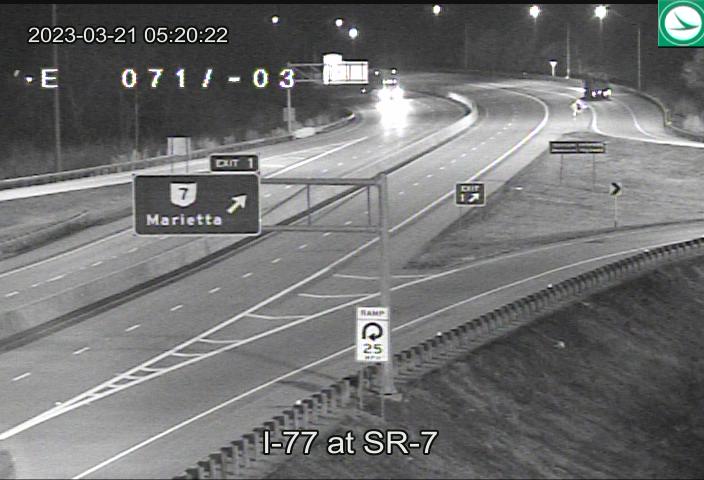 2023-03-21 05:20:22
E 071/-03
EXIT 1
7
Marietta
EXIT
1
RAMP
25
MPH
I-77 at SR-7